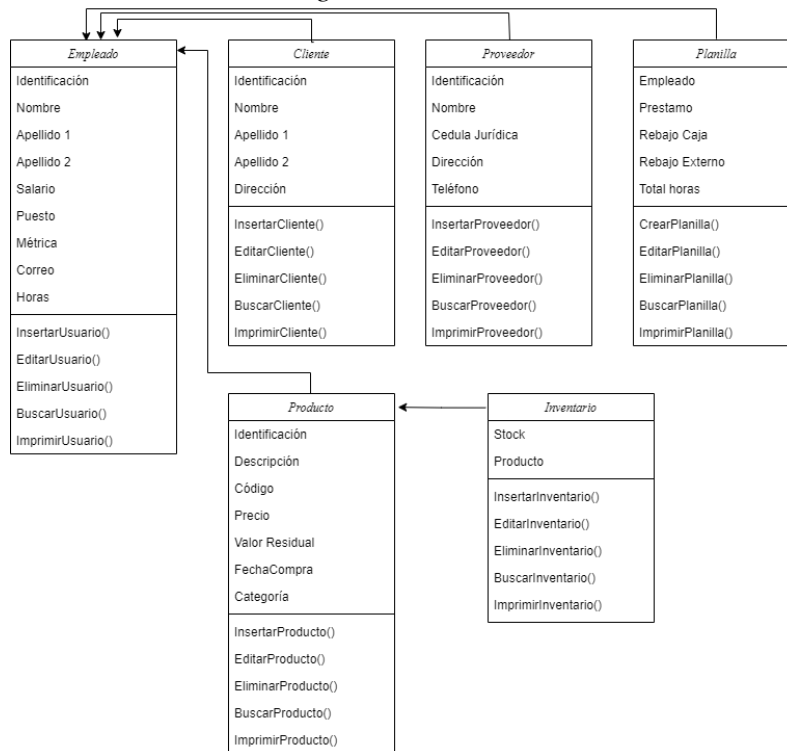 Empleado
Identificación
Nombre
Apellido 1
Apellido 2
Salario
Puesto
Métrica
Correo
Horas
InsertarUsuario()
EditarUsuario()
EliminarUsuario()
BuscarUsuario()
ImprimirUsuario()
Cliente
Identificación
Nombre
Apellido 1
Apellido 2
Dirección
InsertarCliente()
EditarCliente()
EliminarCliente()
BuscarCliente()
ImprimirCliente()
Proveedor
Identificación
Nombre
Cedula Jurídica
Dirección
Teléfono
InsertarProveedor()
EditarProveedor()
EliminarProveedor()
BuscarProveedor()
ImprimirProveedor()
Planilla
Empleado
Prestamo
Rebajo Caja
Rebajo Externo
Total horas
CrearPlanilla()
EditarPlanilla()
EliminarPlanilla()
BuscarPlanilla()
ImprimirPlanilla()
Producto
Identificación
Descripción
Código
Precio
Valor Residual
FechaCompra
Categoría
InsertarProducto()
EditarProducto()
EliminarProducto()
BuscarProducto()
ImprimirProducto()
Inventario
Stock
Producto
InsertarInventario()
EditarInventario()
EliminarInventario()
BuscarInventario()
ImprimirInventario()